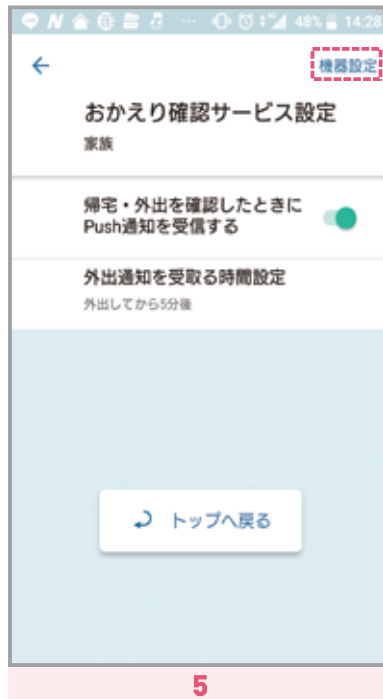 48% 14:28
機器設定
おかえり確認サービス設定
家族
帰宅・外出を確認したときに
Push通知を受信する
外出通知を受取る時間設定
外出してから5分後
トップへ戻る
5